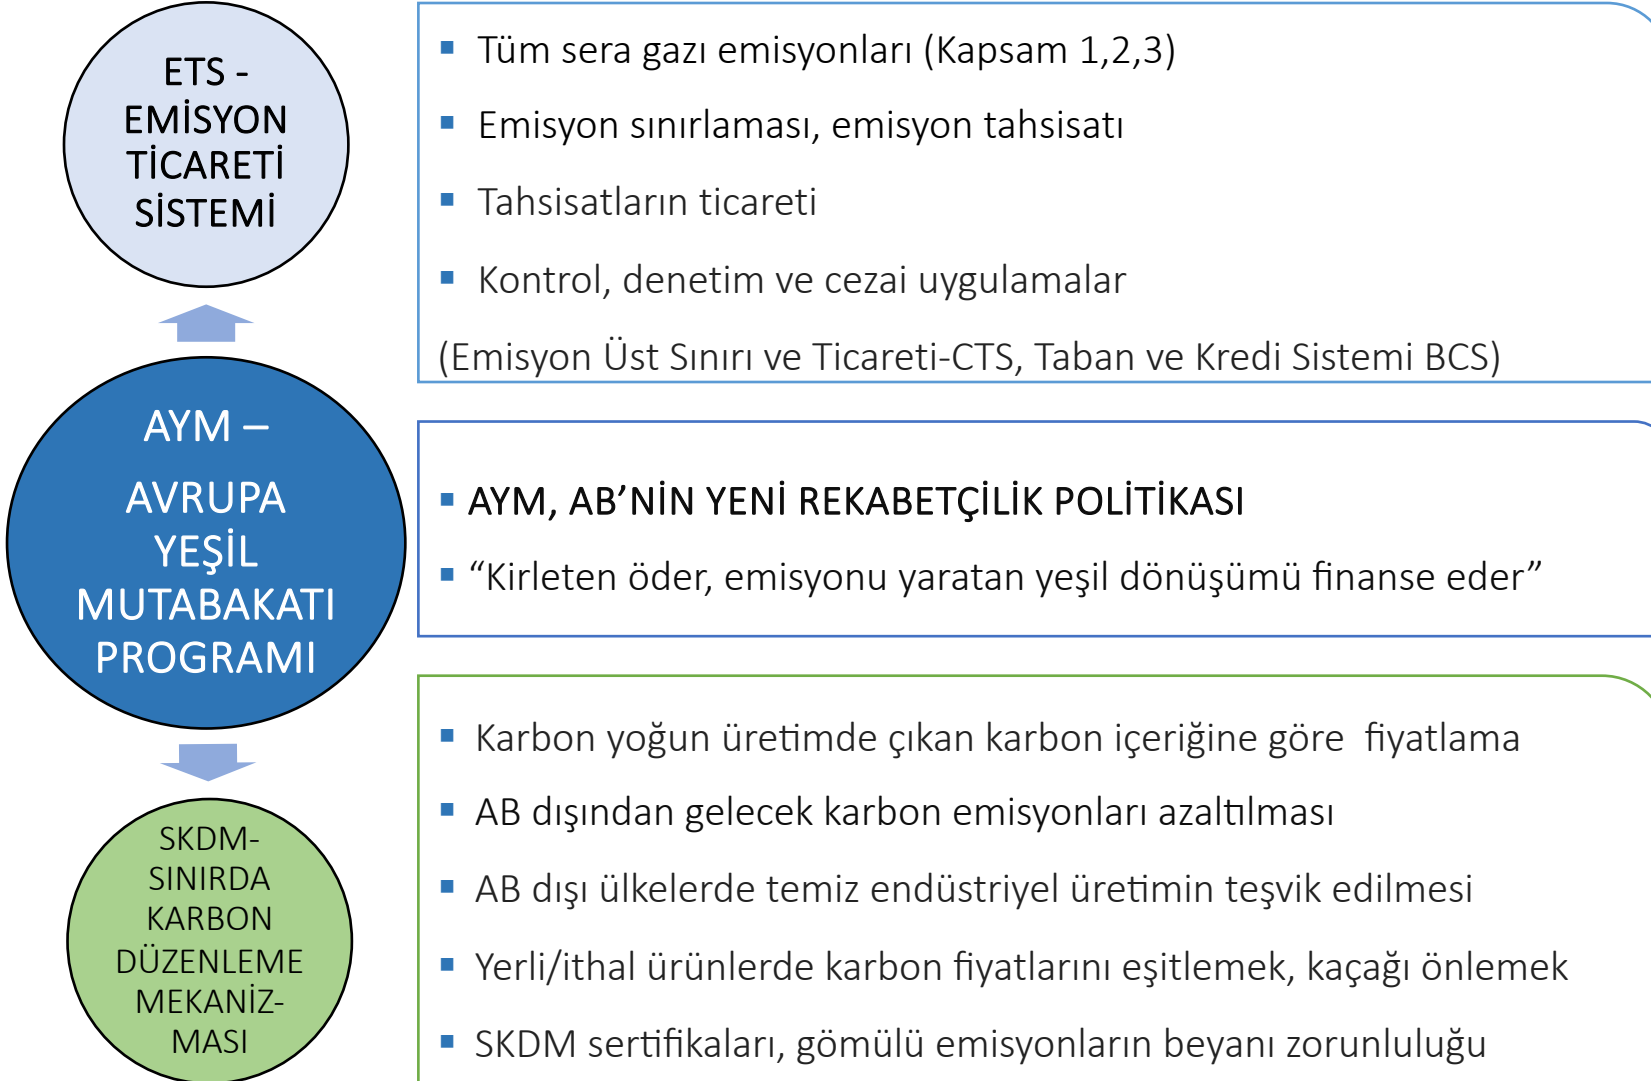 ETS -
EMİSYON
TİCARETİ
SİSTEMİ
▪ Tüm sera gazı emisyonları (Kapsam 1,2,3)
▪ Emisyon sınırlaması, emisyon tahsisatı
▪ Tahsisatların ticareti
▪ Kontrol, denetim ve cezai uygulamalar
(Emisyon Üst Sınırı ve Ticareti-CTS, Taban ve Kredi Sistemi BCS)
AYM –
AVRUPA
YEŞİL
MUTABAKATI
PROGRAMI
▪ AYM, AB’NİN YENİ REKABETÇİLİK POLİTİKASI
▪ “Kirleten öder, emisyonu yaratan yeşil dönüşümü finanse eder”
SKDM-
SINIRDA
KARBON
DÜZENLEME
MEKANİZ-
MASI
▪ Karbon yoğun üretimde çıkan karbon içeriğine göre  fiyatlama
▪ AB dışından gelecek karbon emisyonları azaltılması
▪ AB dışı ülkelerde temiz endüstriyel üretimin teşvik edilmesi
▪ Yerli/ithal ürünlerde karbon fiyatlarını eşitlemek, kaçağı önlemek
▪ SKDM sertifikaları, gömülü emisyonların beyanı zorunluluğu